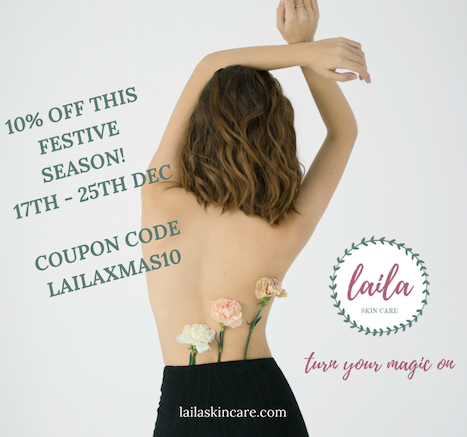 10% OFF THIS
FESTIVE
SEASON!
17TH - 25TH DEC
COUPON CODE
LAILAXMAS10
laila
SKIN CARE
turn your magic on
lailaskincare.com